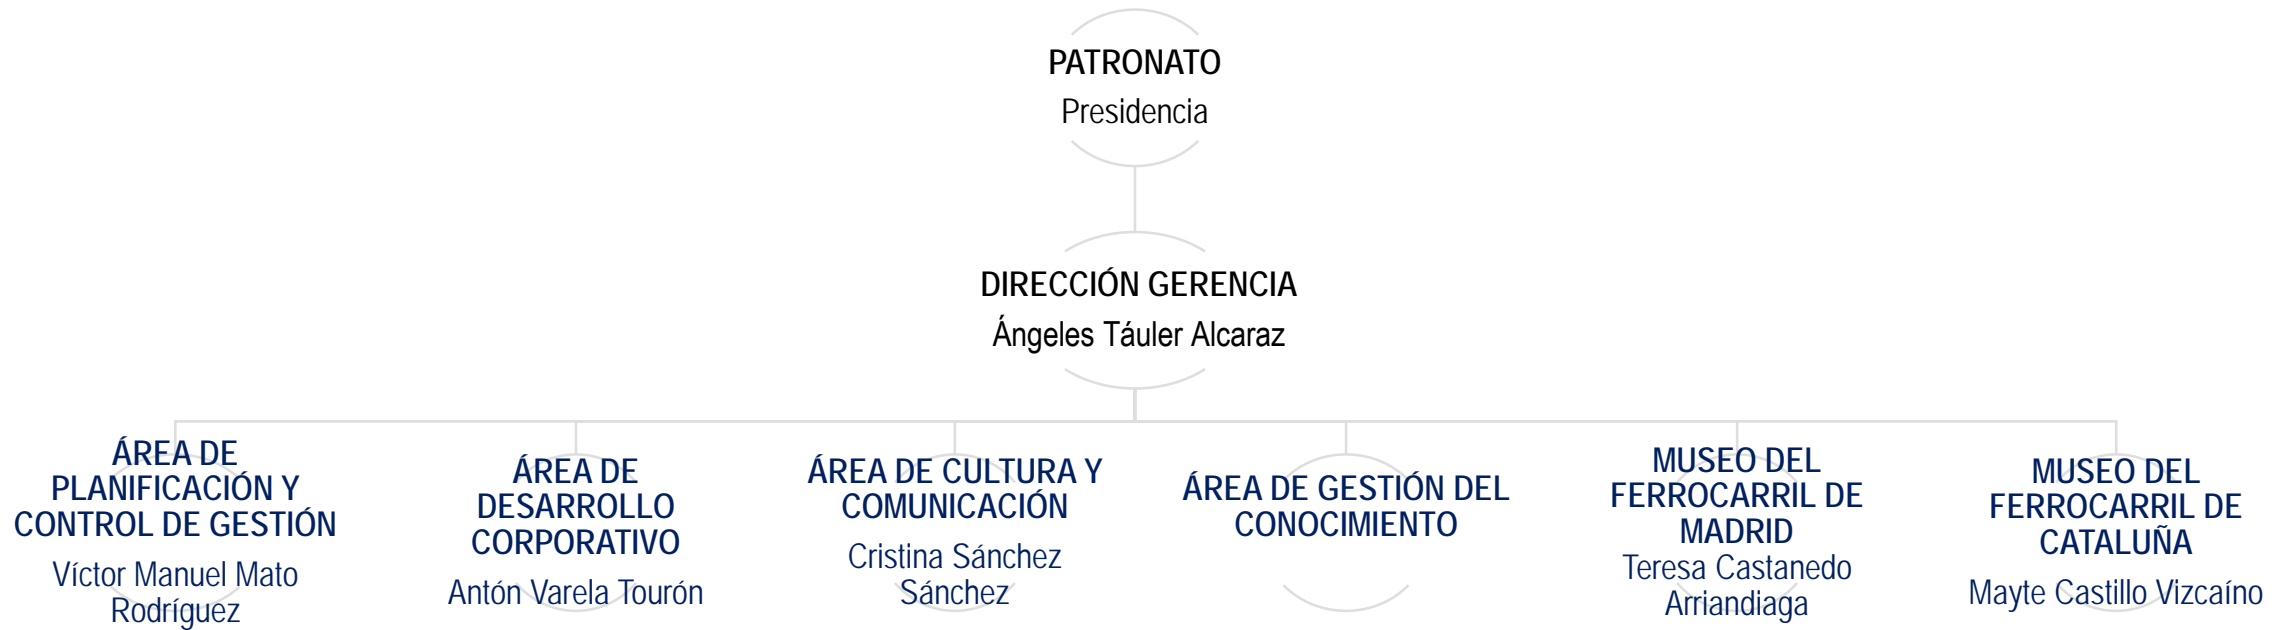 PATRONATO
Presidencia
DIRECCIÓN GERENCIA
Ángeles Táuler Alcaraz
ÁREA DE
PLANIFICACIÓN Y
CONTROL DE GESTIÓN
Víctor Manuel Mato
Rodríguez
ÁREA DE
DESARROLLO
CORPORATIVO
Antón Varela Tourón
ÁREA DE CULTURA Y
COMUNICACIÓN
Cristina Sánchez
Sánchez
ÁREA DE GESTIÓN DEL
CONOCIMIENTO
MUSEO DEL
FERROCARRIL DE
MADRID
Teresa Castanedo
Arriandiaga
MUSEO DEL
FERROCARRIL DE
CATALUÑA
Mayte Castillo Vizcaíno